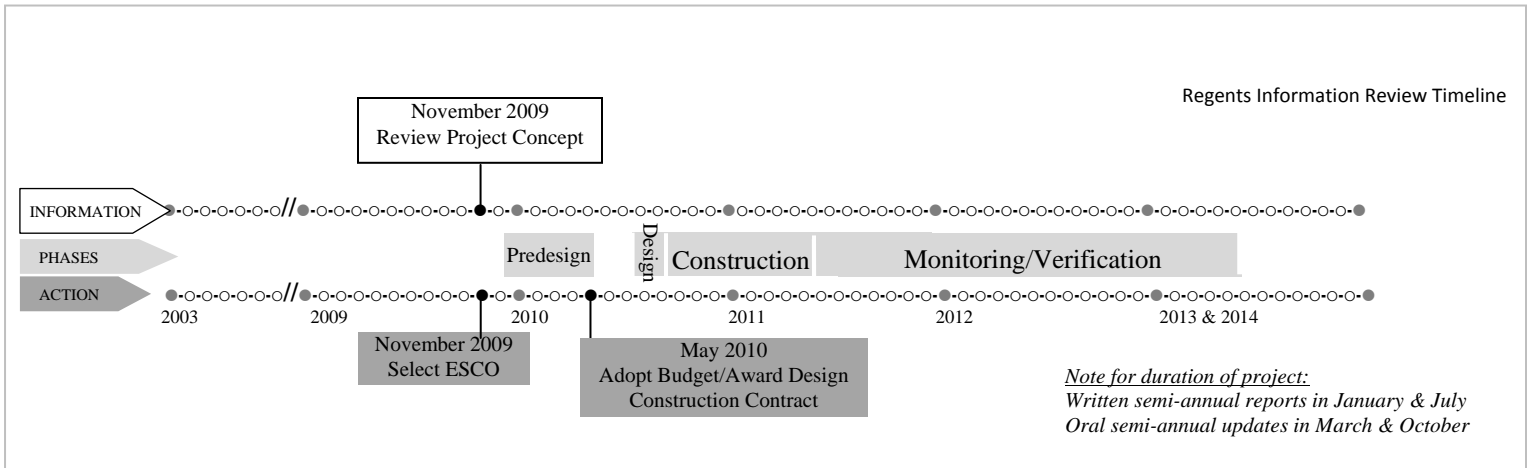 Regents Information Review Timeline
November 2009
Review Project Concept
INFORMATION
//
PHASES
Predesign
Design
Construction
Monitoring/Verification
ACTION
//
2003
2009
2010
2011
2012
2013 & 2014
November 2009
Select ESCO
May 2010
Adopt Budget/Award Design
Construction Contract
Note for duration of project:
Written semi-annual reports in January & July
Oral semi-annual updates in March & October